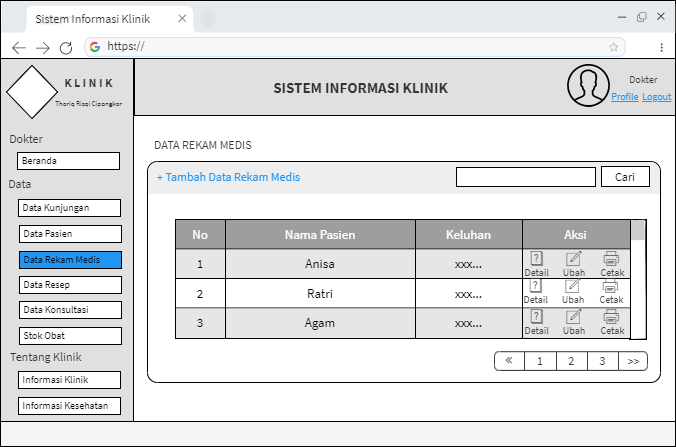 Sistem Informasi Klinik
https://
KLINIK
Thoriq Rizqi Cipongkor
SISTEM INFORMASI KLINIK
Dokter
Profile Logout
Dokter
Beranda
Data
Data Kunjungan
Data Pasien
Data Rekam Medis
Data Resep
Data Konsultasi
Stok Obat
Tentang Klinik
Informasi Klinik
Informasi Kesehatan
DATA REKAM MEDIS
+ Tambah Data Rekam Medis
Cari
No Nama Pasien Keluhan Aksi
1 Anisa xxx... Detail Ubah Cetak
2 Ratri xxx... Detail Ubah Cetak
3 Agam xxx... Detail Ubah Cetak
« 1 2 3 >>